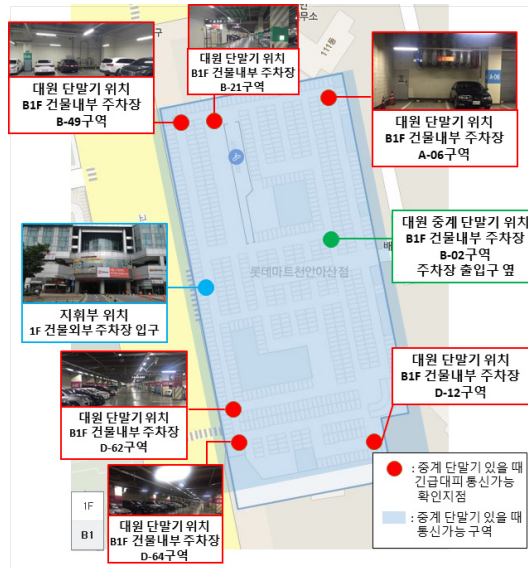 대원 단말기 위치
B1F 건물내부 주차장
B-49구역
대원 단말기 위치
B1F 건물내부 주차장
B-21구역
무소
111동
A-06
대원 단말기 위치
B1F 건물내부 주차장
A-06구역
대원 중계 단말기 위치
B1F 건물내부 주차장
B-02구역
주차장 출입구 옆
배
롯데마트천안아산점
지휘부 위치
1F 건물외부 주차장 입구
대원 단말기 위치
B1F 건물내부 주차장
D-62구역
대원 단말기 위치
B1F 건물내부 주차장
D-12구역
대원 단말기 위치
B1F 건물내부 주차장
D-64구역
1F
B1
: 중계 단말기 있을 때
긴급대피 통신가능
확인지점
: 중계 단말기 있을 때
통신가능 구역